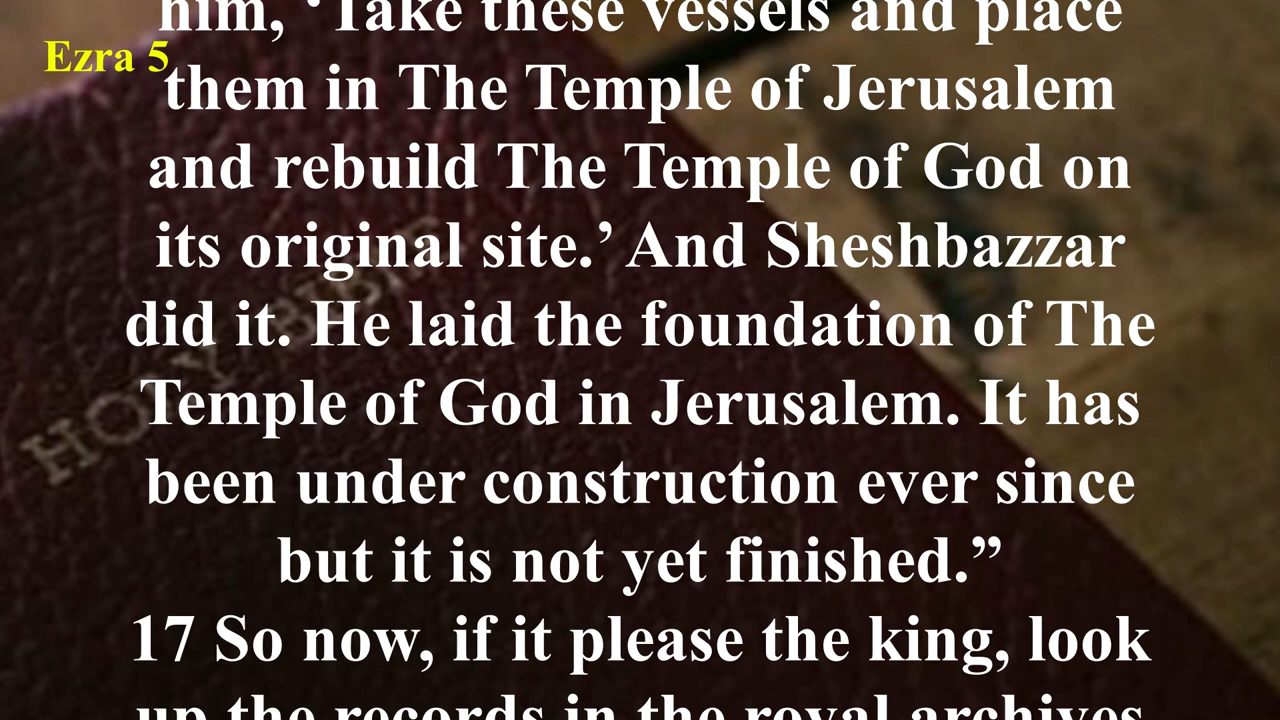 him, ‘Take these vessels and place
Ezra 5
them in The Temple of Jerusalem
and rebuild The Temple of God on
its original site.’ And Sheshbazzar
did it. He laid the foundation of The
Temple of God in Jerusalem. It has
been under construction ever since
but it is not yet finished.”
17 So now, if it please the king, look
up the records in the royal archives
HOLY BIBLE